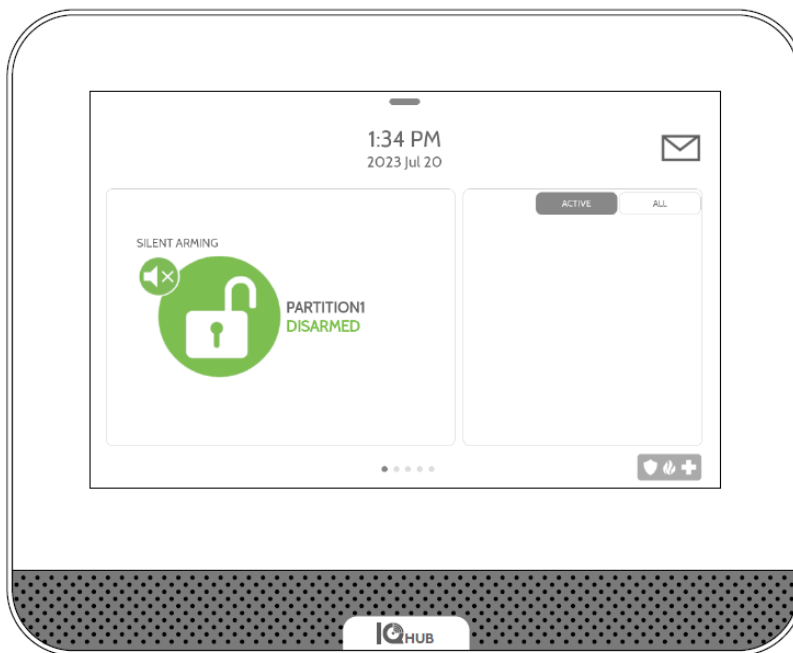 1:34 PM
2023 Jul 20
ACTIVE
ALL
SILENT ARMING
PARTITION1
DISARMED
IQ HUB